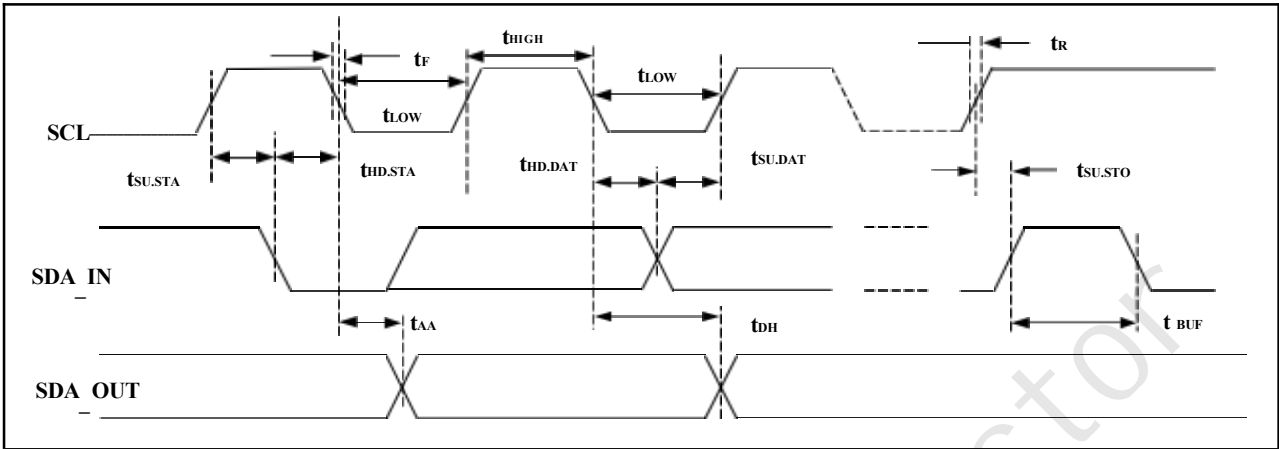 tF
tHIGH
tR
tLOW
tLOW
SCL
tSU.STA
tHD.STA
tHD.DAT
tSU.DAT
tSU.STO
SDA_IN
tAA
tDH
t BUF
SDA_OUT